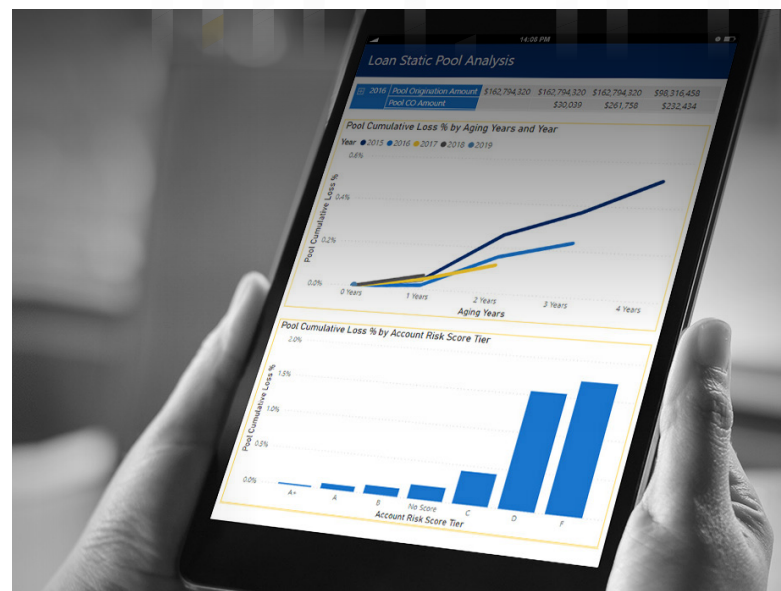 14:08 PM
Loan Static Pool Analysis
2016 Pool Origination Amount $162,794,320 $162,794,320 $162,794,320 $98,316,458
Pool CO Amount $30,039 $261,758 $232,434
Pool Cumulative Loss % by Aging Years and Year
Year 2015 2016 2017 2018 2019
0.6%
0.4%
0.2%
0.0%
Pool Cumulative Loss %
0 Years 1 Years 2 Years 3 Years 4 Years
Aging Years
Pool Cumulative Loss % by Account Risk Score Tier
2.0%
1.5%
1.0%
0.5%
0.0%
Pool Cumulative Loss %
A+ A B No Score C D F
Account Risk Score Tier